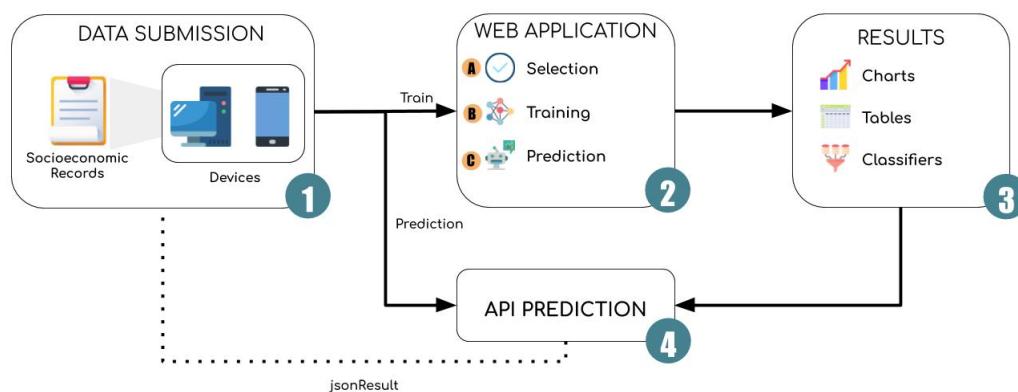 DATA SUBMISSION
Socioeconomic
Records
Devices
1
Train
Prediction
WEB APPLICATION
A Selection
B Training
C Prediction
2
RESULTS
Charts
Tables
Classifiers
3
API PREDICTION
4
jsonResult